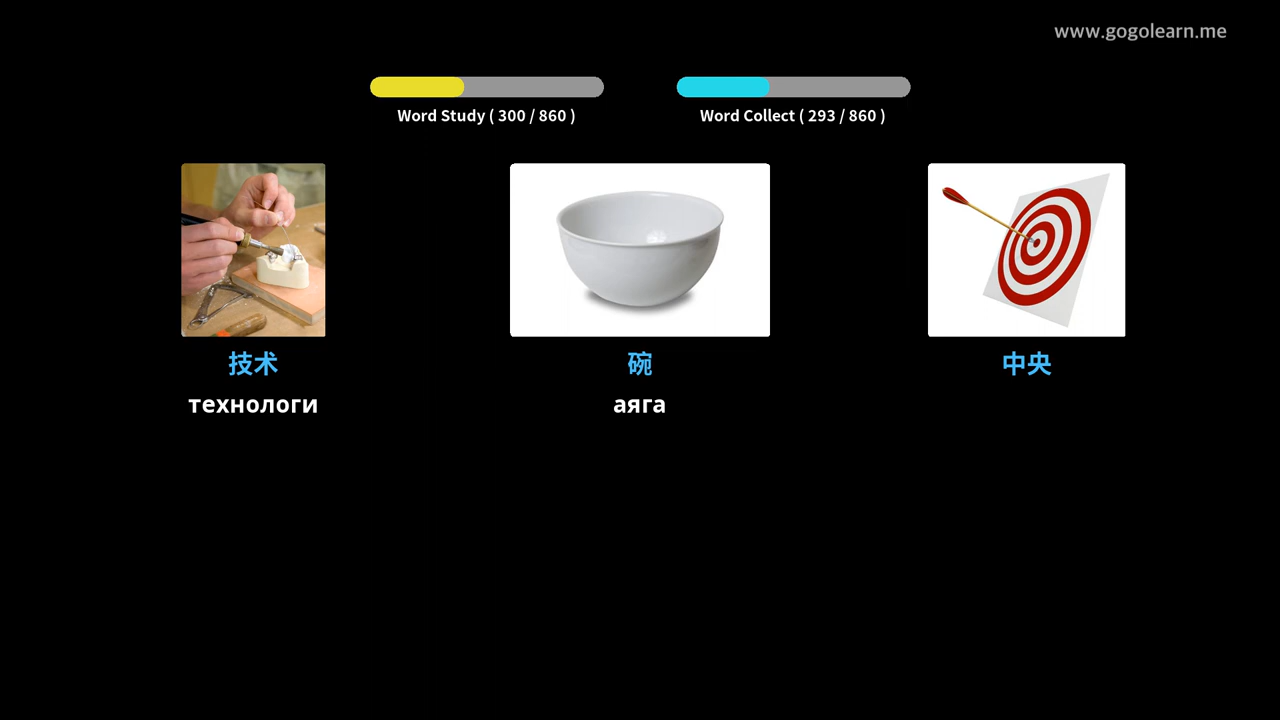 www.gogolearn.me
Word Study ( 300 / 860 )
Word Collect ( 293 / 860 )
技术
碗
中央
технологи
аяга